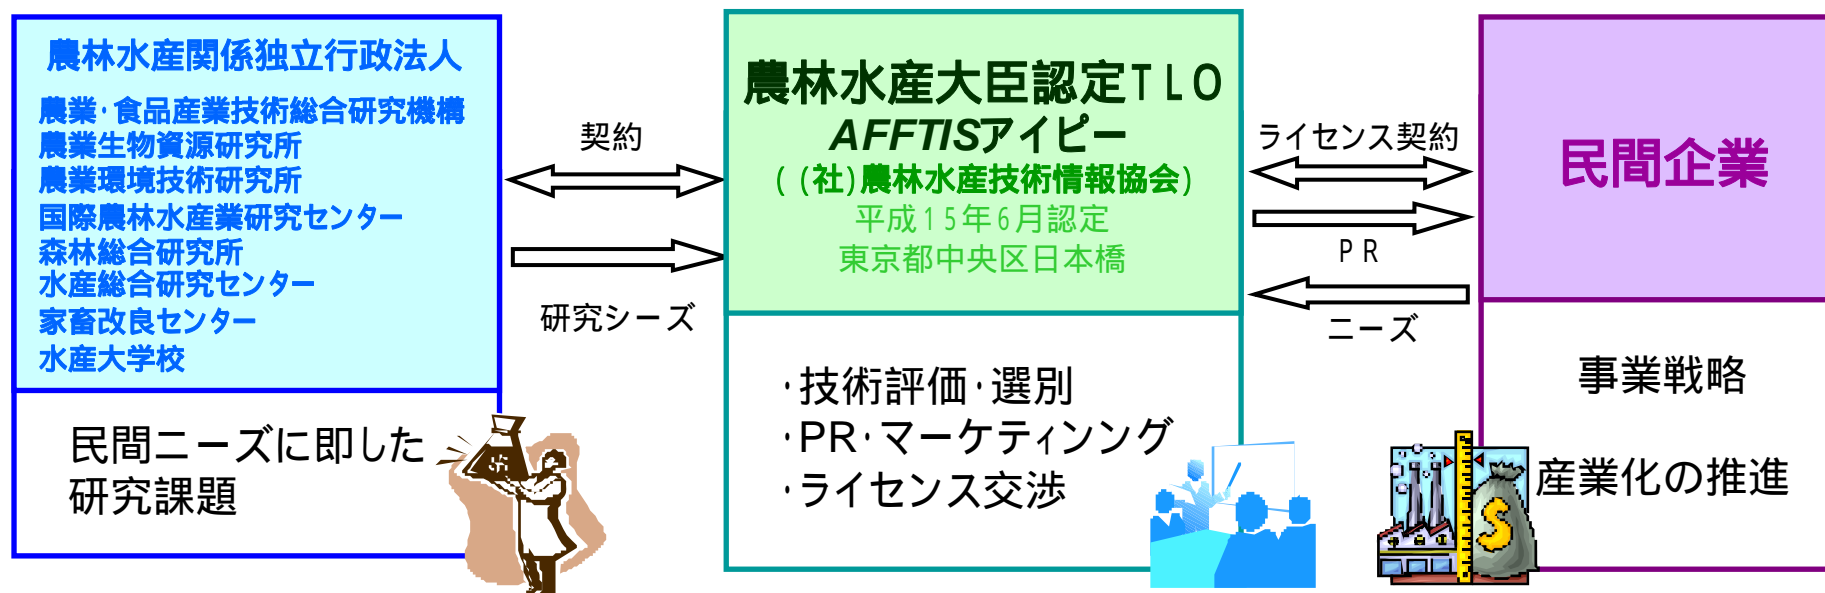 農林水産関係独立行政法人
農業・食品産業技術総合研究機構
農業生物資源研究所
農業環境技術研究所
国際農林水産業研究センター
森林総合研究所
水産総合研究センター
家畜改良センター
水産大学校
民間ニーズに即した
研究課題
契約
研究シーズ
農林水産大臣認定TLO
AFFTISアイピー
((社)農林水産技術情報協会)
平成15年6月認定
東京都中央区日本橋
・技術評価・選別
・PR・マーケティンング
・ライセンス交渉
ライセンス契約
PR
ニーズ
民間企業
事業戦略
産業化の推進
$